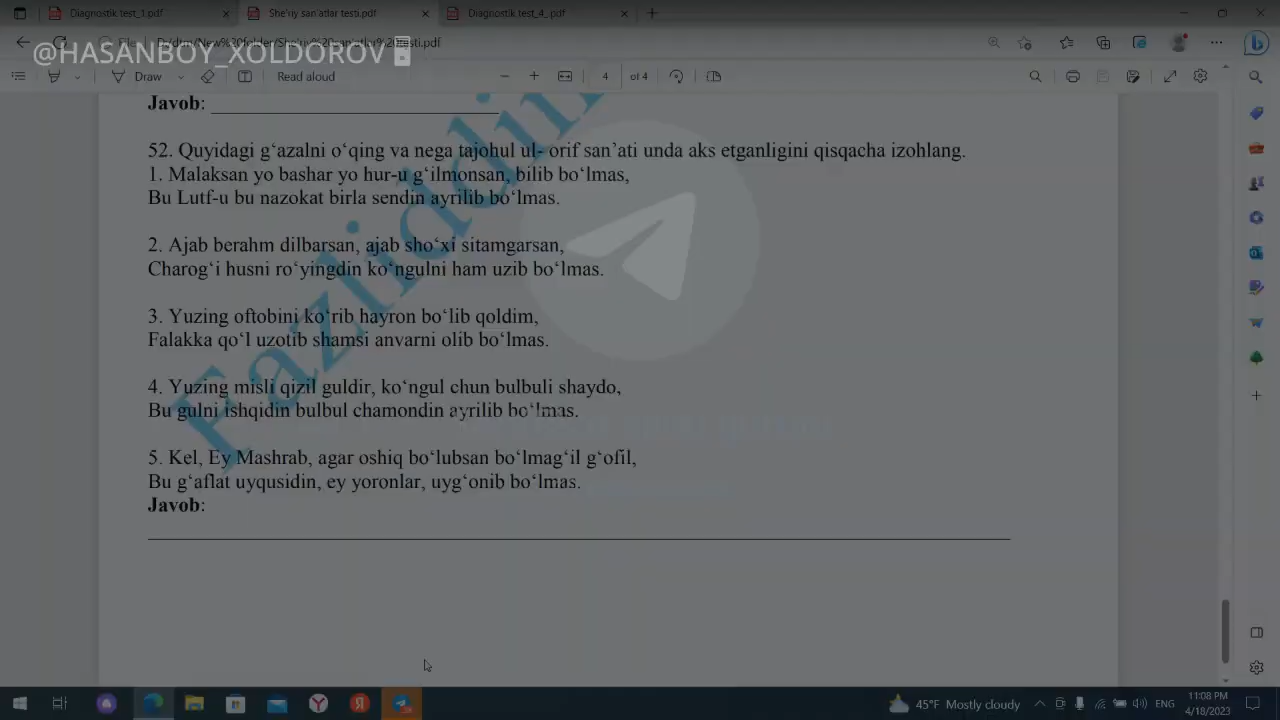 Diagnostik test_1.pdf
She'riy san'atlar testi.pdf
Diagnostik test_4_.pdf
@HASANBOY_XOLDOROV
Draw
Read aloud
4
of 4
Javob:
52. Quyidagi g‘azalni o‘qing va nega tajohul ul- orif san’ati unda aks etganligini qisqacha izohlang.
1. Malaksan yo bashar yo hur-u g‘ilmonsan, bilib bo‘lmas,
Bu Lutf-u bu nazokat birla sendin ayrilib bo‘lmas.
2. Ajab berahm dilbarsan, ajab sho‘xi sitamgarsan,
Charog‘i husni ro‘yingdin ko‘ngulni ham uzib bo‘lmas.
3. Yuzing oftobini ko‘rib hayron bo‘lib qoldim,
Falakka qo‘l uzotib shamsi anvarni olib bo‘lmas.
4. Yuzing misli qizil guldir, ko‘ngul chun bulbuli shaydo,
Bu gulni ishqidin bulbul chamondin ayrilib bo‘lmas.
5. Kel, Ey Mashrab, agar oshiq bo‘lubsan bo‘lmag‘il g‘ofil,
Bu g‘aflat uyqusidin, ey yoronlar, uyg‘onib bo‘lmas.
Javob:
Fazliddin
45°F Mostly cloudy
ENG
11:08 PM
4/18/2023